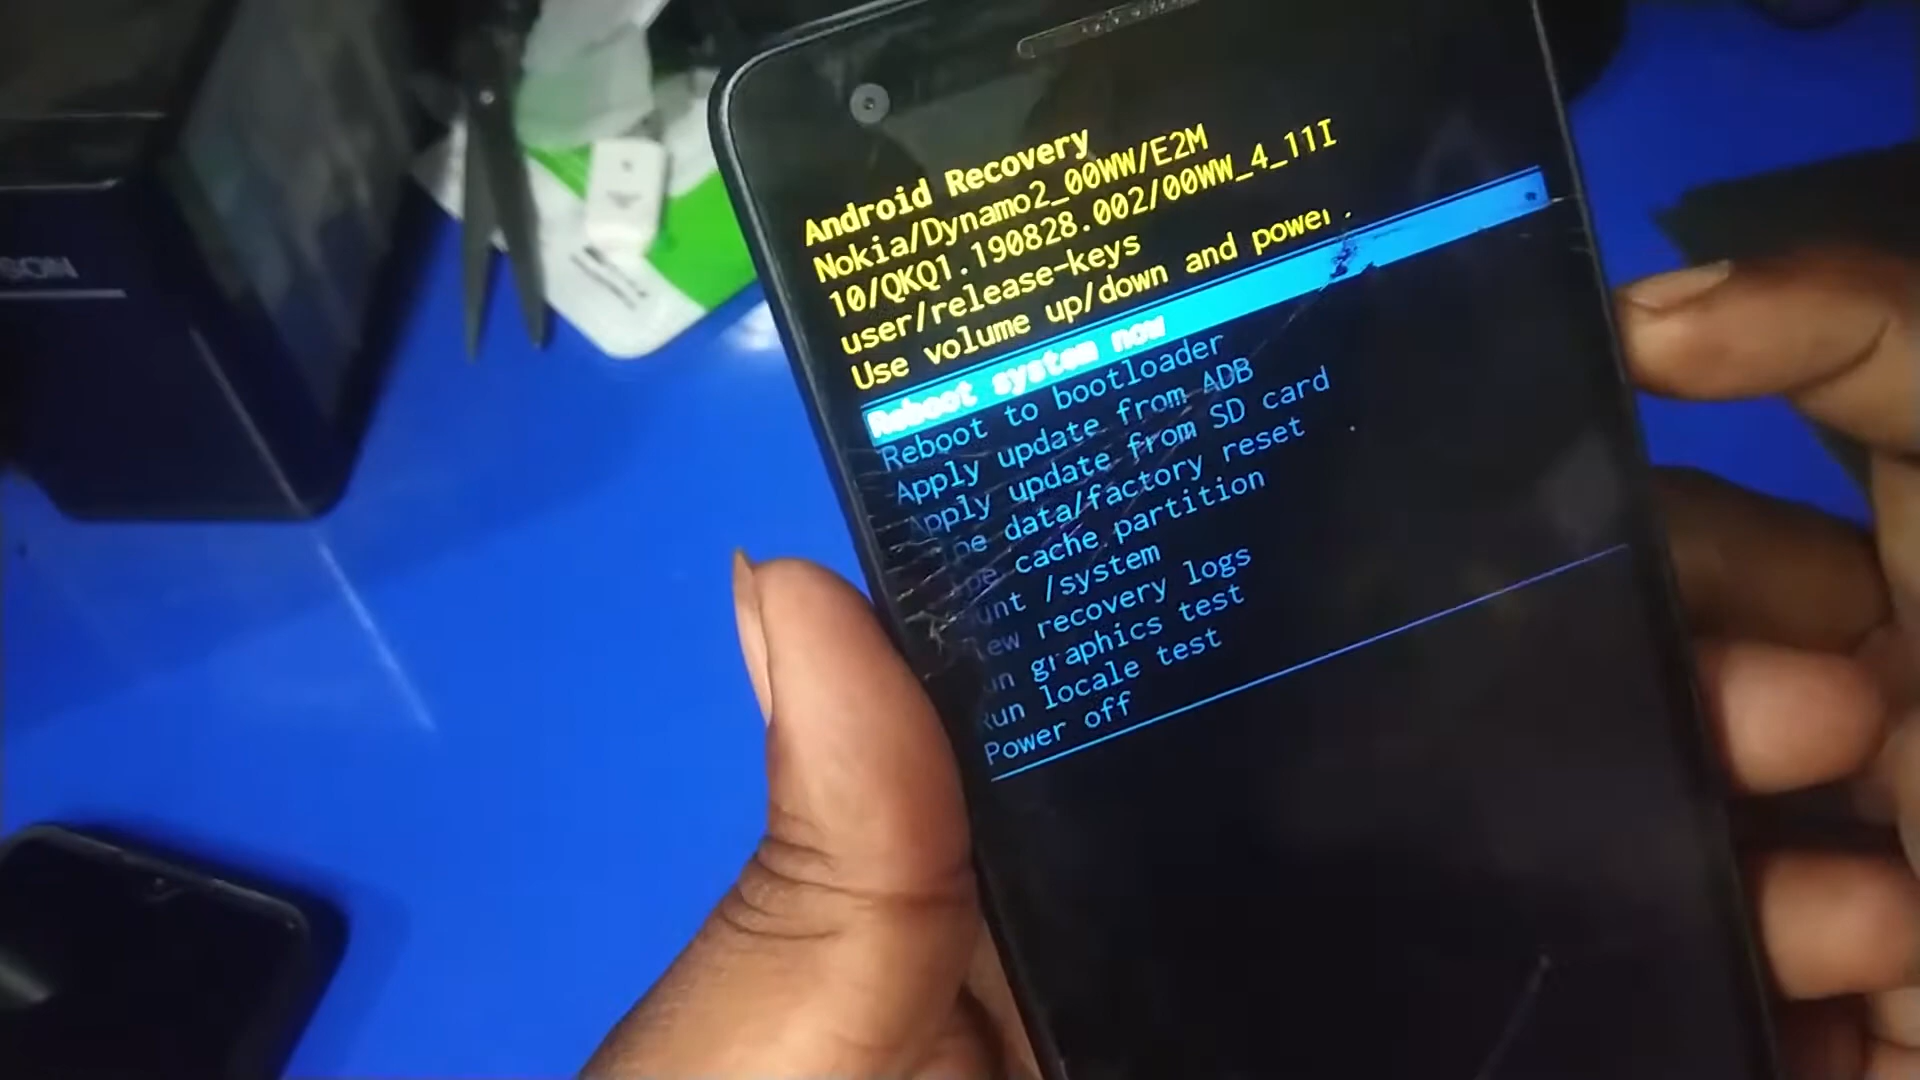 Android Recovery
Nokia/Dynamo2_00WW/E2M
10/QKQ1.190828.002/00WW_4_11I
user/release-keys
Use volume up/down and power.
Reboot system now
Reboot to bootloader
Apply update from ADB
Apply update from SD card
data/factory reset
cache partition
/system
recovery logs
graphics test
Run locale test
Power off